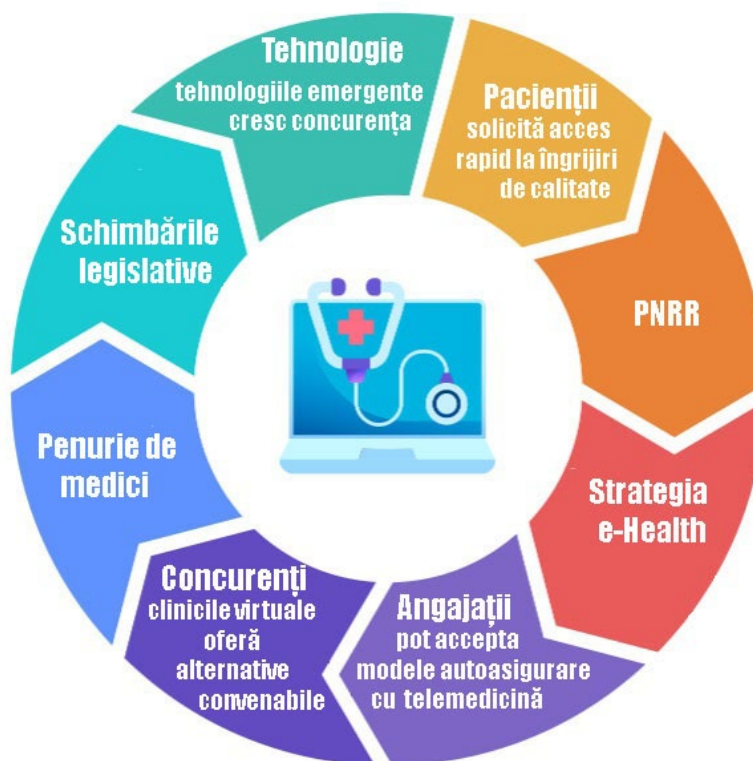 Tehnologie
tehnologiile emergente
cresc concurența
Pacienții
solicită acces
rapid la îngrijiri
de calitate
PNRR
Strategia
e-Health
Angajații
pot accepta
modele autoasigurare
cu telemedicină
Concurenți
clinicile virtuale
oferă
alternative
convenabile
Penurie de
medici
Schimbările
legislative